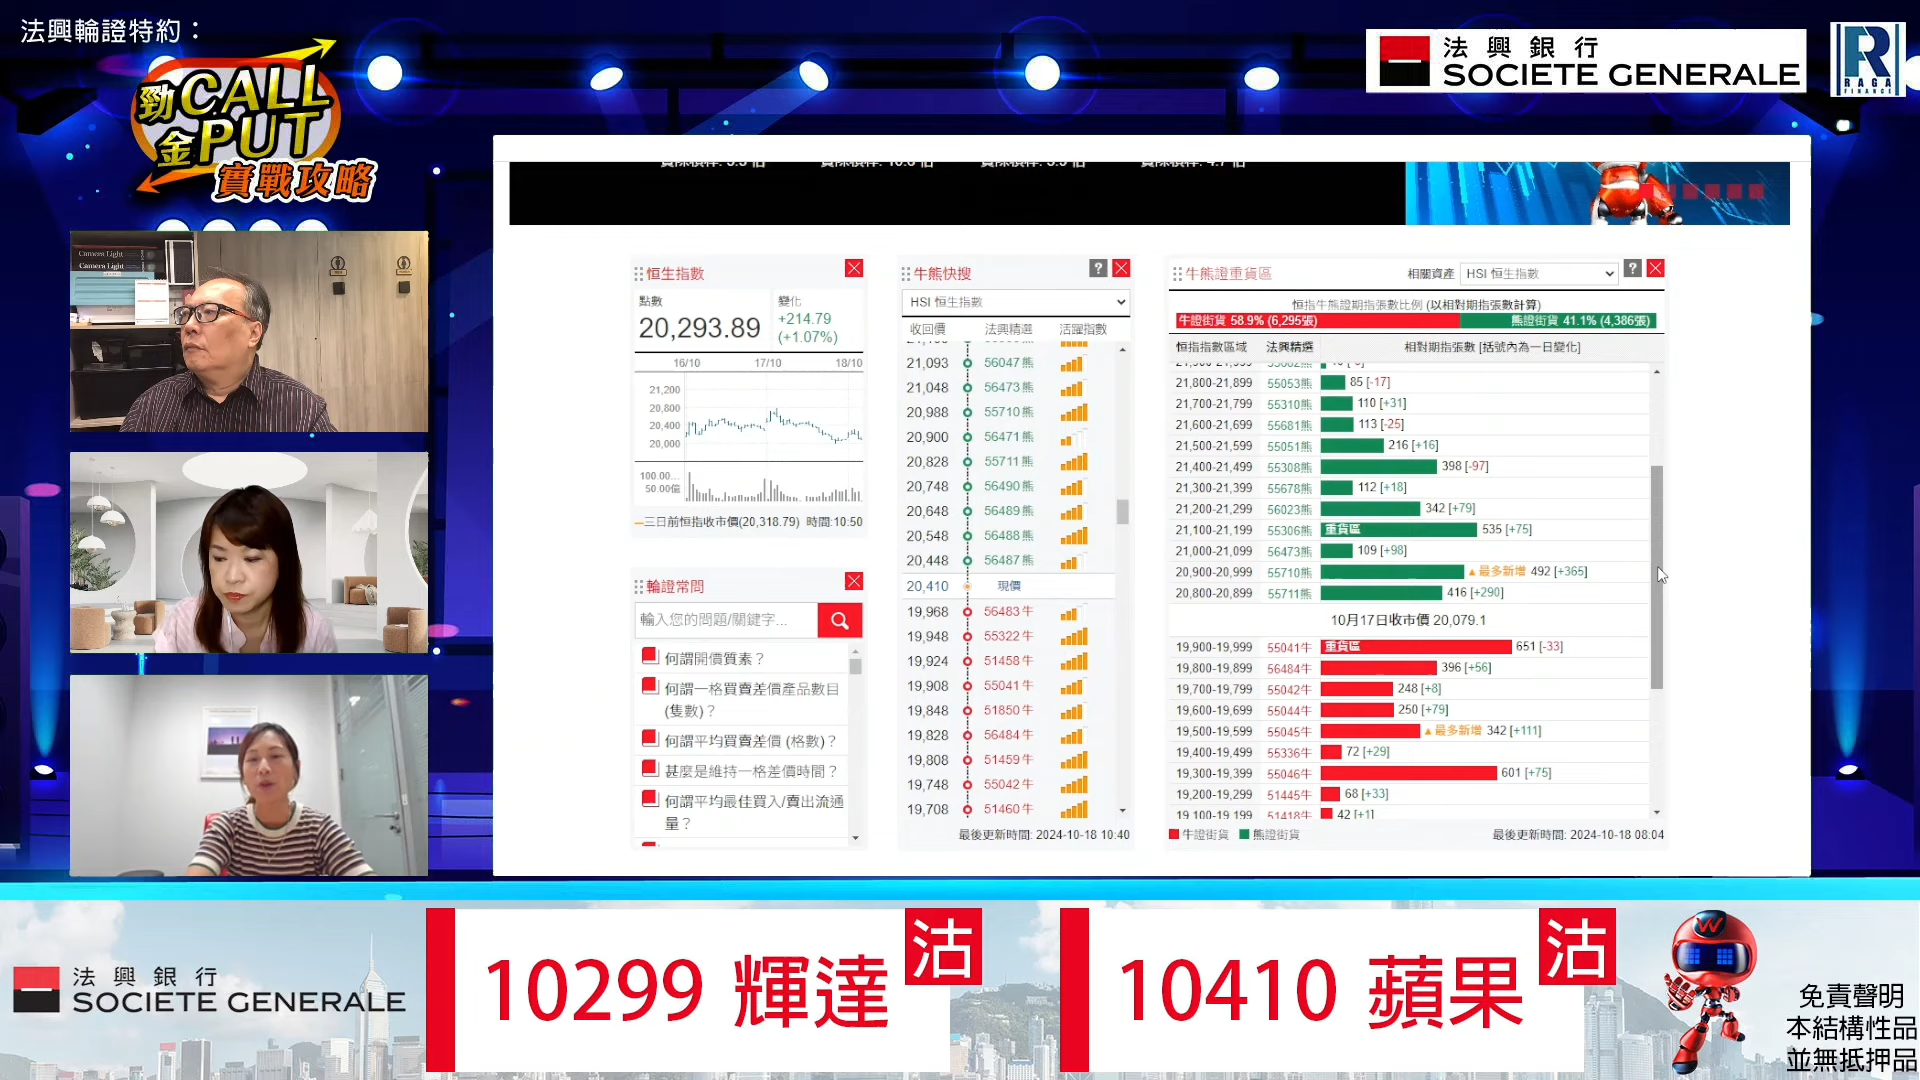 法興輪證特約：
勁CALL
金PUT
實戰攻略
法興銀行
SOCIETE GENERALE
R
RAGA
FINANCE
Camera Light
Camera Light
恒生指數
點數
變化
20,293.89
+214.79
(+1.07%)
16/10 17/10 18/10
21,200
20,800
20,400
20,000
100.00...
50.00億
三日前恒指收市價(20,318.79) 時間:10:50
輪證常問
輸入您的問題/關鍵字...
何謂開價質素？
何謂一格買賣差價產品數目
(隻數)？
何謂平均買賣差價 (格數)？
甚麼是維持一格差價時間？
何謂平均最佳買入/賣出流通
量？
牛熊快搜
?
HSI 恒生指數
收回價 法興精選 活躍指數
21,093 56047熊
21,048 56473熊
20,988 55710熊
20,900 56471熊
20,828 55711熊
20,748 56490熊
20,648 56489熊
20,548 56488熊
20,448 56487熊
20,410 現價
19,968 56483牛
19,948 55322牛
19,924 51458牛
19,908 55041牛
19,848 51850牛
19,828 56484牛
19,808 51459牛
19,748 55042牛
19,708 51460牛
最後更新時間: 2024-10-18 10:40
牛熊證重貨區
相關資產 HSI 恒生指數 ?
恒指牛熊證期指張數比例 (以相對期指張數計算)
牛證街貨 58.9% (6,295張) 熊證街貨 41.1% (4,386張)
恒指指數區域 法興精選 相對期指張數 [括號內為一日變化]
21,800-21,899 55053熊 85 [-17]
21,700-21,799 55310熊 110 [+31]
21,600-21,699 55681熊 113 [-25]
21,500-21,599 55051熊 216 [+16]
21,400-21,499 55308熊 398 [-97]
21,300-21,399 55678熊 112 [+18]
21,200-21,299 56023熊 342 [+79]
21,100-21,199 55306熊 重貨區 535 [+75]
21,000-21,099 56473熊 109 [+98]
20,900-20,999 55710熊 ▲最多新增 492 [+365]
20,800-20,899 55711熊 416 [+290]
10月17日收市價 20,079.1
19,900-19,999 55041牛 重貨區 651 [-33]
19,800-19,899 56484牛 396 [+56]
19,700-19,799 55042牛 248 [+8]
19,600-19,699 55044牛 250 [+79]
19,500-19,599 55045牛 ▲最多新增 342 [+111]
19,400-19,499 55336牛 72 [+29]
19,300-19,399 55046牛 601 [+75]
19,200-19,299 51445牛 68 [+33]
19,100-19,199 51418牛 42 [+1]
牛證街貨 熊證街貨
最後更新時間: 2024-10-18 08:04
法興銀行
SOCIETE GENERALE
10299 輝達 沽
10410 蘋果 沽
免責聲明
本結構性產品
並無抵押品